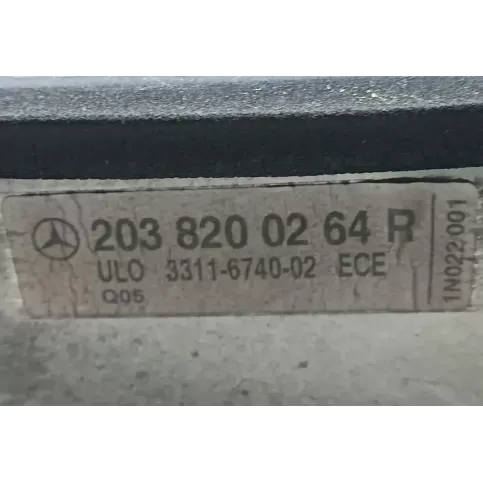 203 820 02 64 R
ULO 3311-6740-02 ECE
Q05
1N022001